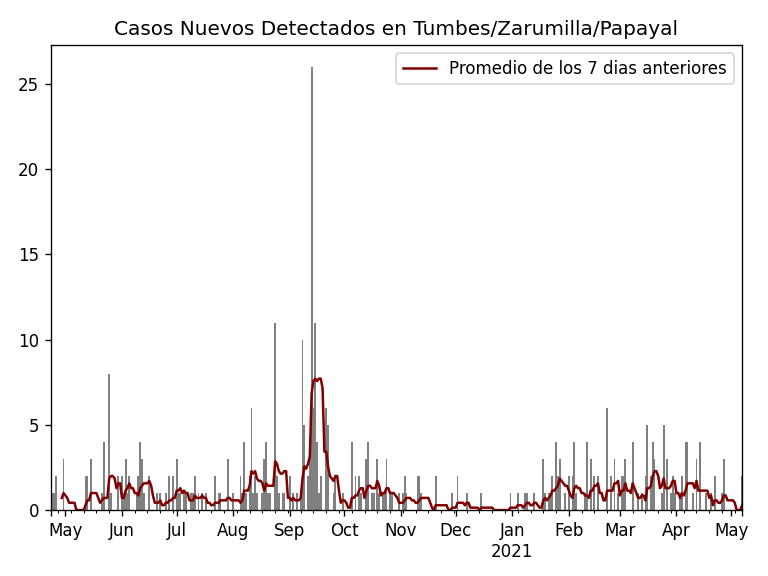 Casos Nuevos Detectados en Tumbes/Zarumilla/Papayal
Promedio de los 7 dias anteriores
25
20
15
10
5
0
May Jun Jul Aug Sep Oct Nov Dec Jan Feb Mar Apr May
2021